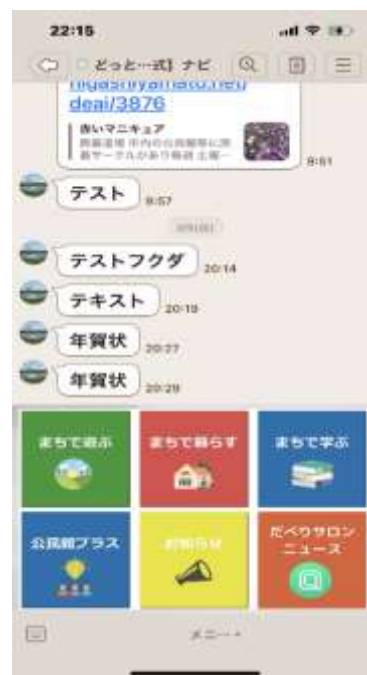 22:15
どっと…式】ナビ
higashiyamato.net/
deai/3876
赤いマニキュア
9:51
テスト
9:57
テストフクダ
20:14
テキスト
20:19
年賀状
20:27
年賀状
20:29
まちで遊ぶ
まちで暮らす
まちで学ぶ
公民館プラス
お知らせ
だべりサロン
ニュース
メニュー